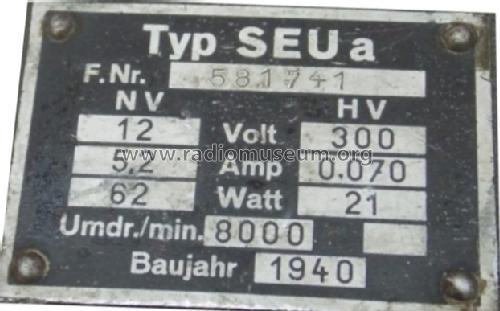 Typ SEU a
F. Nr. 581741
NV HV
12 Volt 300
5.2 Amp 0.070
www.radiomuseum.org
62 Watt 21
Umdr./min. 8000
Baujahr 1940